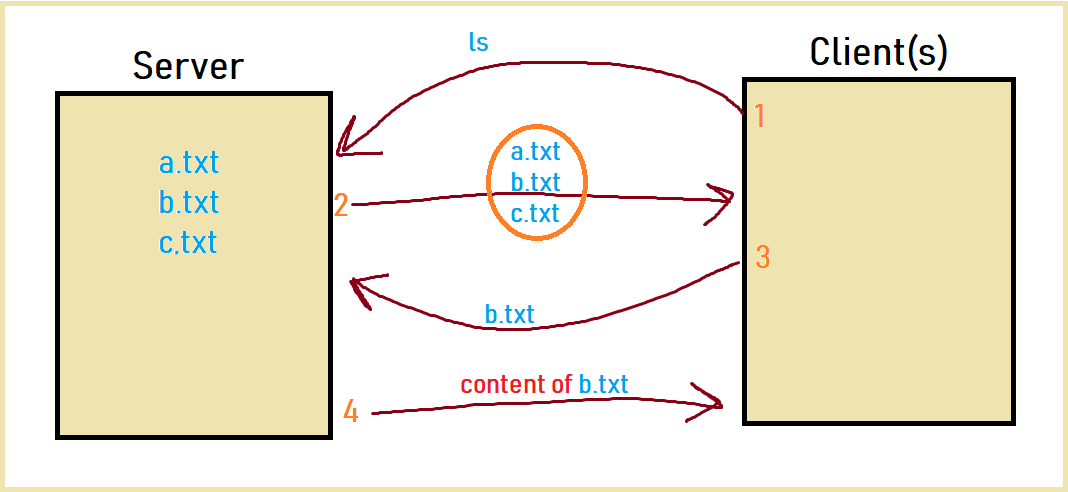 Server
Client(s)
ls
1
a.txt
b.txt
c,txt
2
a.txt
b.txt
c.txt
3
b.txt
4
content of b.txt